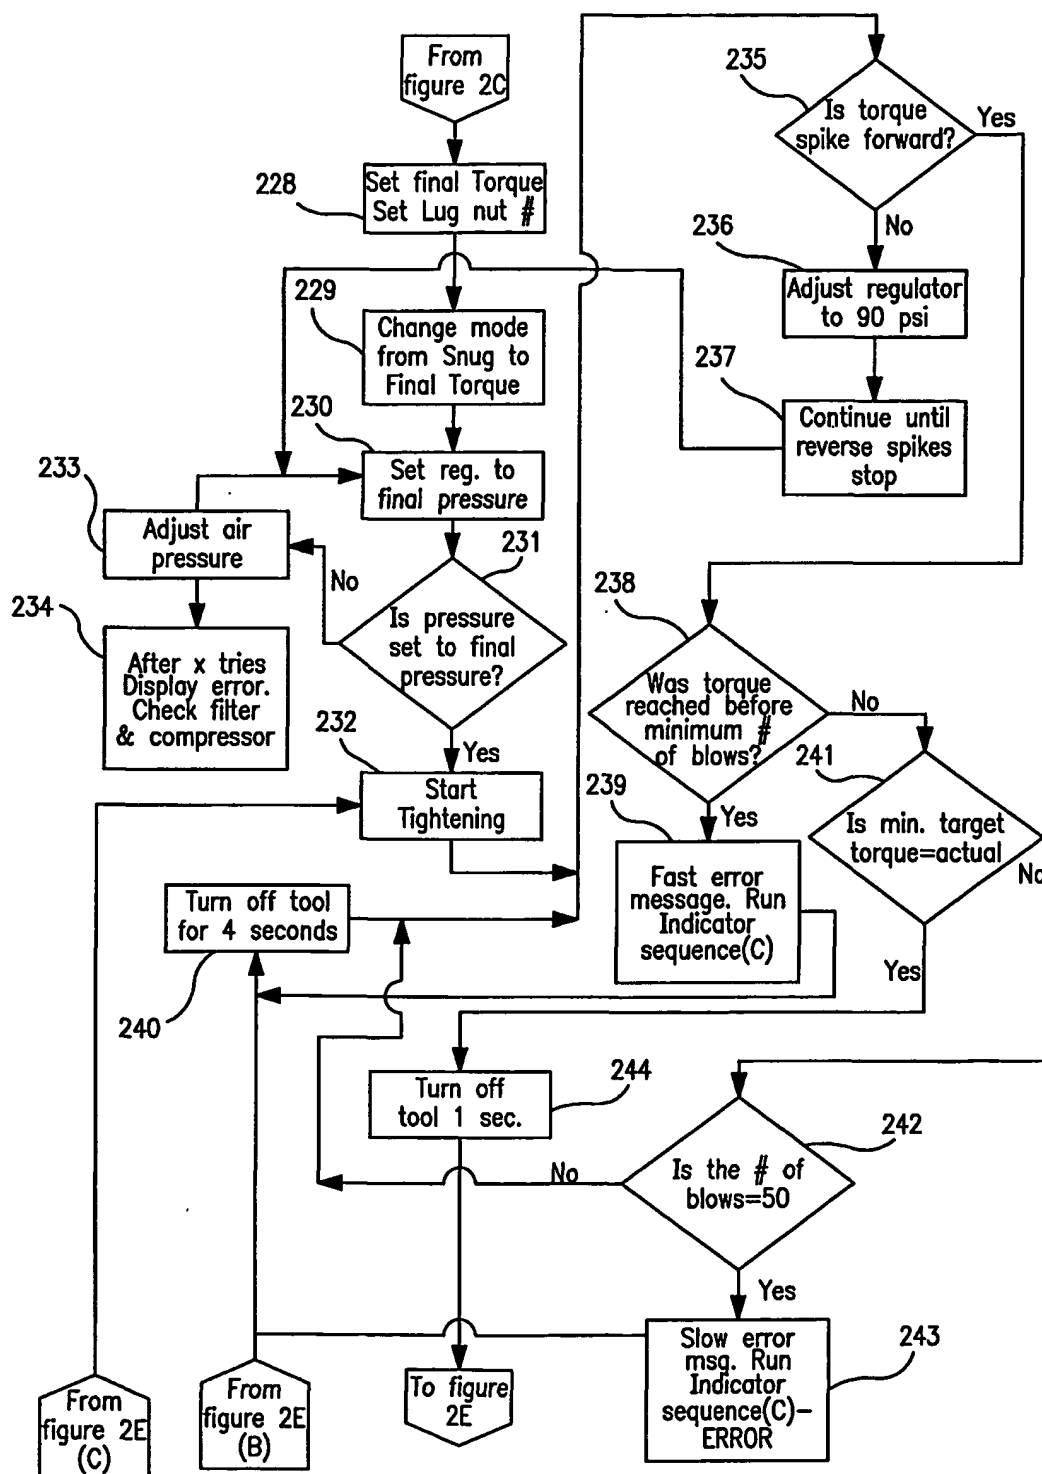 From
figure 2C
228
Set final Torque
Set Lug nut #
229
Change mode
from Snug to
Final Torque
230
Set reg. to
final pressure
233
Adjust air
pressure
234
After x tries
Display error.
Check filter
& compressor
No
231
Is pressure
set to final
pressure?
Yes
232
Start
Tightening
235
Is torque
spike forward?
Yes
No
236
Adjust regulator
to 90 psi
237
Continue until
reverse spikes
stop
238
Was torque
reached before
minimum #
of blows?
No
Yes
239
Fast error
message. Run
Indicator
sequence(C)
241
Is min. target
torque=actual
No
Yes
Turn off tool
for 4 seconds
240
Turn off
tool 1 sec.
244
242
Is the # of
blows=50
No
Yes
Slow error
msg. Run
Indicator
sequence(C)-
ERROR
243
From
figure 2E
(C)
From
figure 2E
(B)
To figure
2E